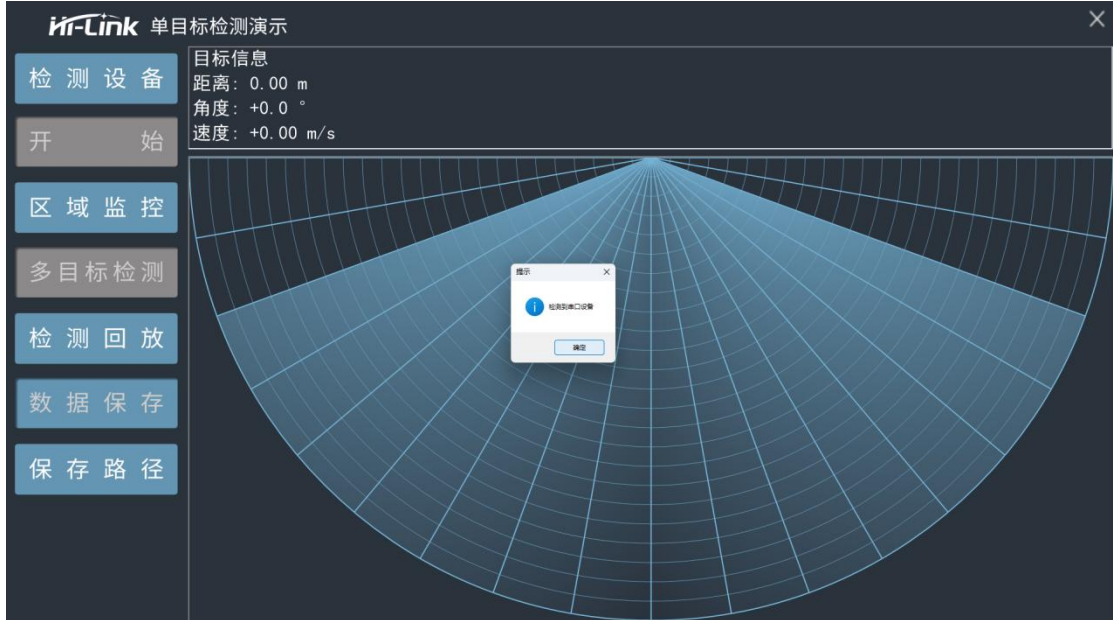 Hi-Link 单目标检测演示
目标信息
距离: 0.00 m
角度: +0.0 °
速度: +0.00 m/s
检测设备
开始
区域监控
多目标检测
检测回放
数据保存
保存路径
提示
检测到串口设备
确定